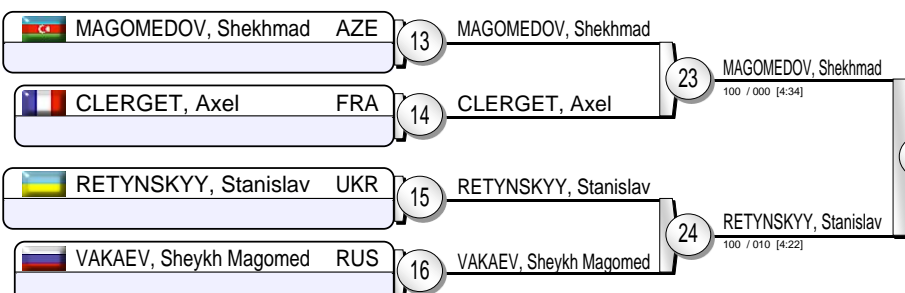 MAGOMEDOV, Shekhmad AZE
13
MAGOMEDOV, Shekhmad
23
MAGOMEDOV, Shekhmad
100 / 000 [4:34]
CLERGET, Axel FRA
14
CLERGET, Axel
RETYNSKYY, Stanislav UKR
15
RETYNSKYY, Stanislav
24
RETYNSKYY, Stanislav
100 / 010 [4:22]
VAKAEV, Sheykh Magomed RUS
16
VAKAEV, Sheykh Magomed